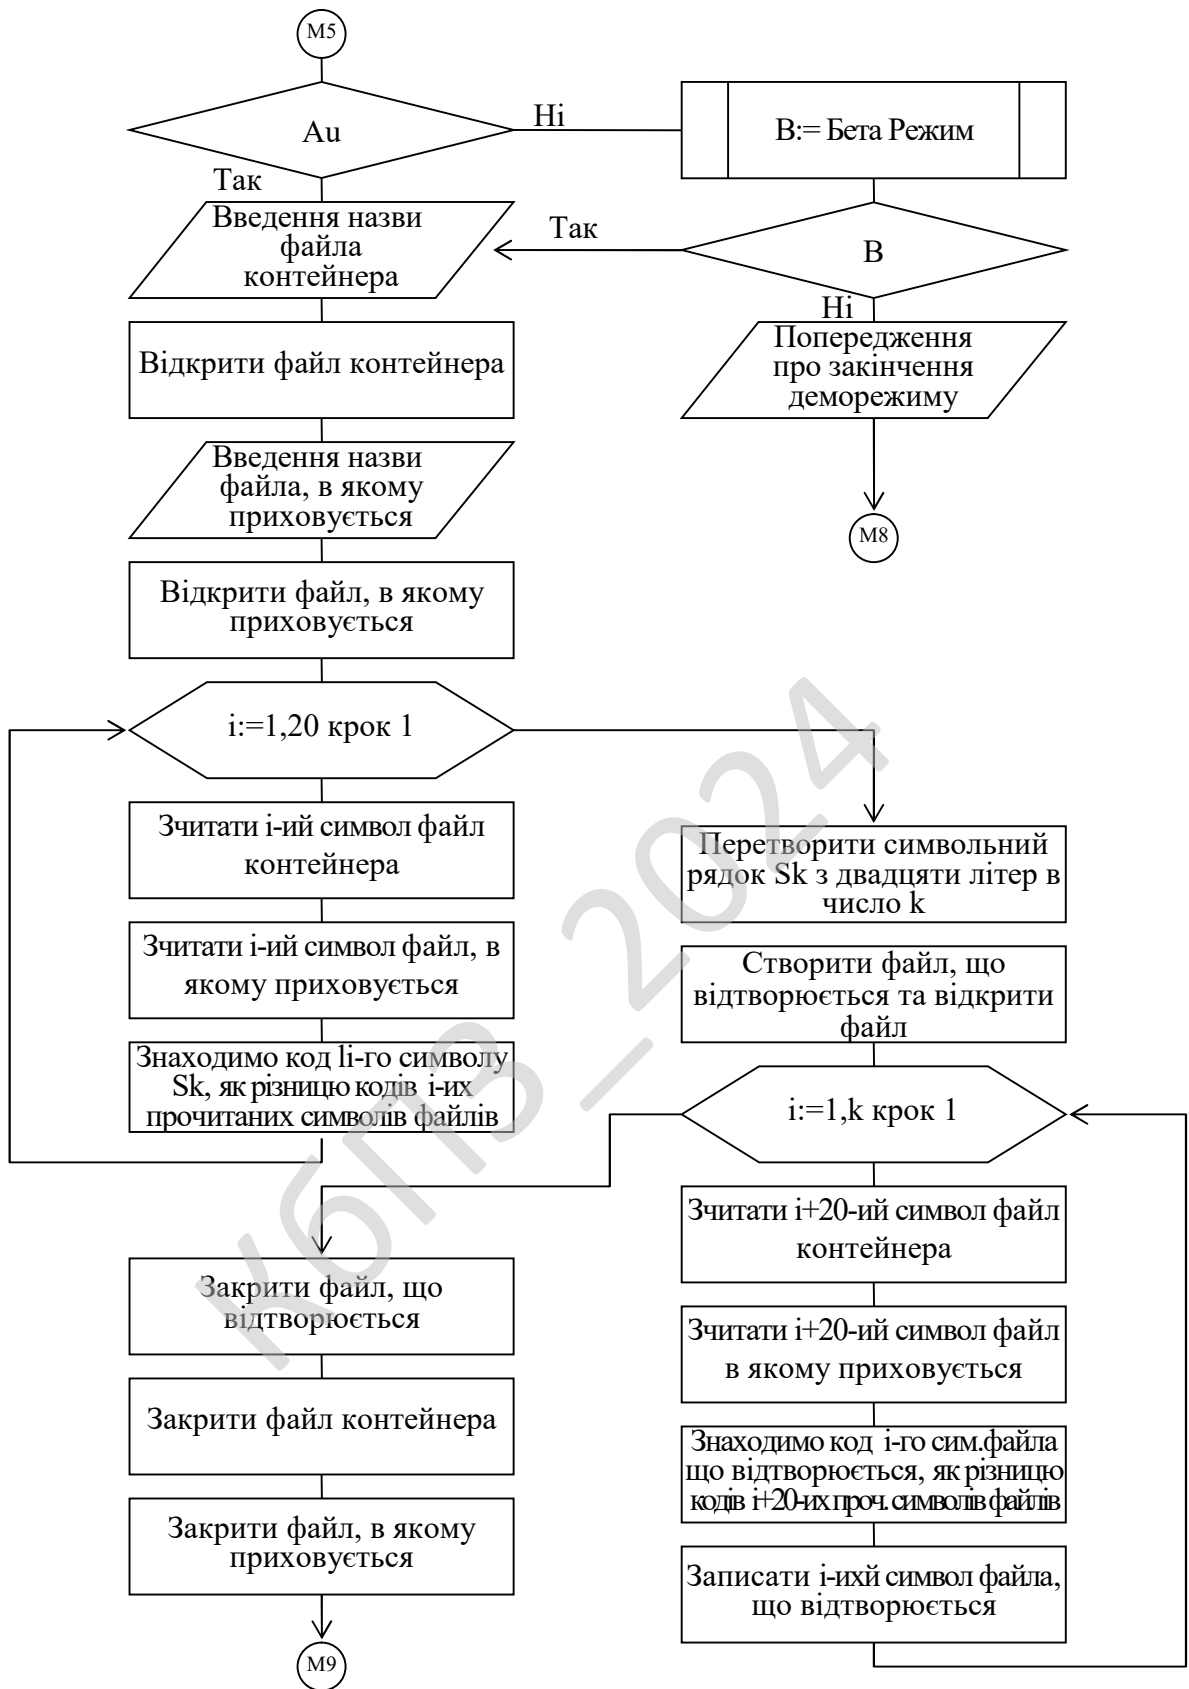 M5
Au
Ні
В:= Бета Режим
Так
Введення назви
файла
контейнера
Так
В
Ні
Відкрити файл контейнера
Попередження
про закінчення
деморежиму
Введення назви
файла, в якому
приховується
M8
Відкрити файл, в якому
приховується
i:=1,20 крок 1
Зчитати і-ий символ файл
контейнера
Зчитати і-ий символ файл, в
якому приховується
Знаходимо код li-го символу
Sk, як різницю кодів і-их
прочитаних символів файлів
Перетворити символьний
рядок Sk з двадцяти літер в
число k
Створити файл, що
відтворюється та відкрити
файл
i:=1,k крок 1
Зчитати і+20-ий символ файл
контейнера
Зчитати і+20-ий символ файл
в якому приховується
Знаходимо код і-го сим.файла
що відтворюється, як різницю
кодів і+20-их проч. символів файлів
Записати і-ихй символ файла,
що відтворюється
Закрити файл, що
відтворюється
Закрити файл контейнера
Закрити файл, в якому
приховується
M9
КбПЗ_2024